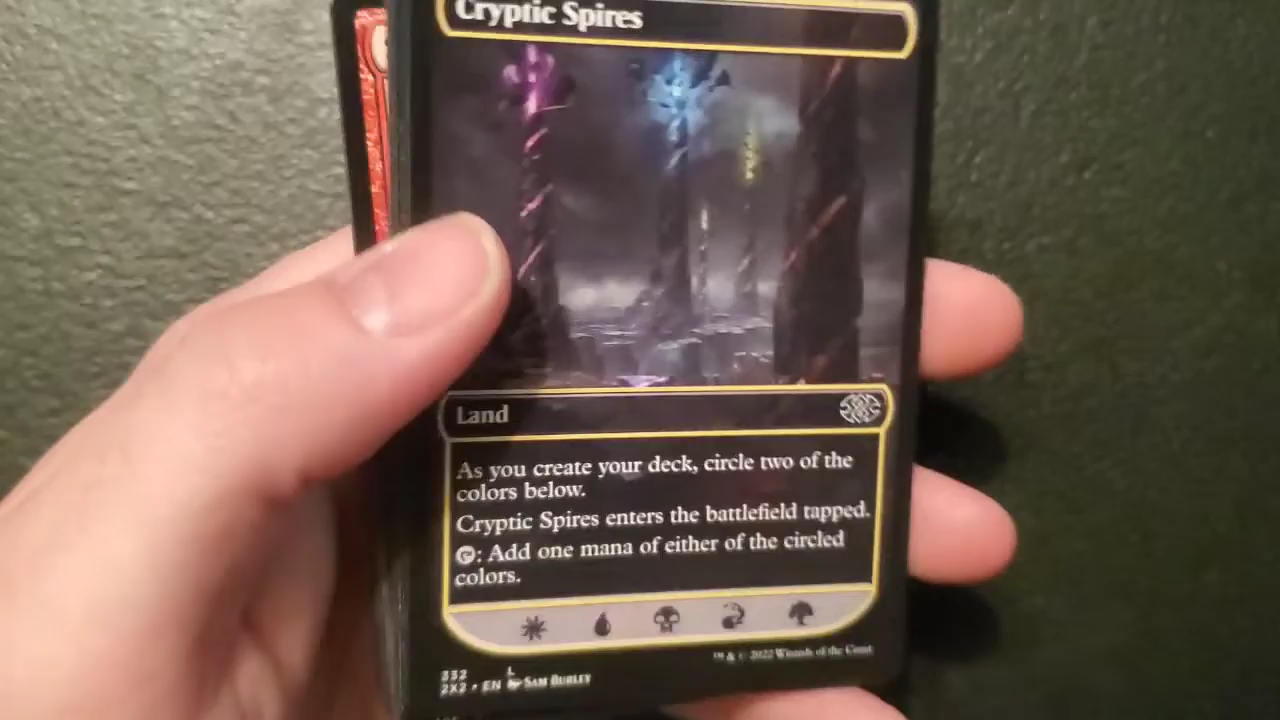 Cryptic Spires
Land
As you create your deck, circle two of the
colors below.
Cryptic Spires enters the battlefield tapped.
: Add one mana of either of the circled
colors.
™ & © 2022 Wizards of the Coast
332 L
2X2 • EN SAM BURLEY